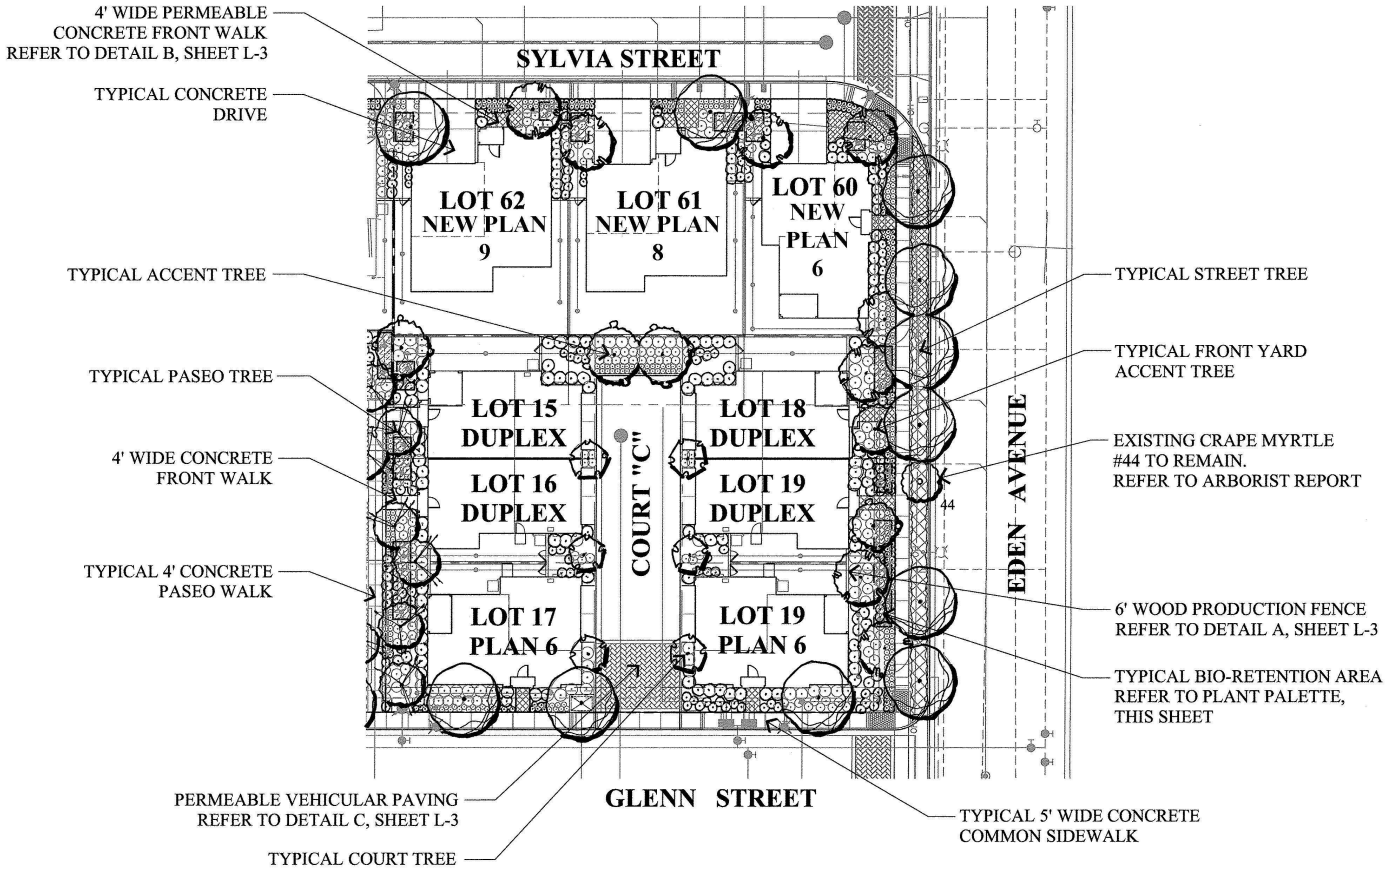 4' WIDE PERMEABLE
CONCRETE FRONT WALK
REFER TO DETAIL B, SHEET L-3
TYPICAL CONCRETE
DRIVE
TYPICAL ACCENT TREE
TYPICAL PASEO TREE
4' WIDE CONCRETE
FRONT WALK
TYPICAL 4' CONCRETE
PASEO WALK
PERMEABLE VEHICULAR PAVING
REFER TO DETAIL C, SHEET L-3
TYPICAL COURT TREE
SYLVIA STREET
LOT 62
NEW PLAN
9
LOT 61
NEW PLAN
8
LOT 60
NEW
PLAN
6
LOT 15
DUPLEX
LOT 16
DUPLEX
LOT 17
PLAN 6
COURT "C"
LOT 18
DUPLEX
LOT 19
DUPLEX
LOT 19
PLAN 6
GLENN STREET
44
EDEN AVENUE
TYPICAL STREET TREE
TYPICAL FRONT YARD
ACCENT TREE
EXISTING CRAPE MYRTLE
#44 TO REMAIN.
REFER TO ARBORIST REPORT
6' WOOD PRODUCTION FENCE
REFER TO DETAIL A, SHEET L-3
TYPICAL BIO-RETENTION AREA
REFER TO PLANT PALETTE,
THIS SHEET
TYPICAL 5' WIDE CONCRETE
COMMON SIDEWALK